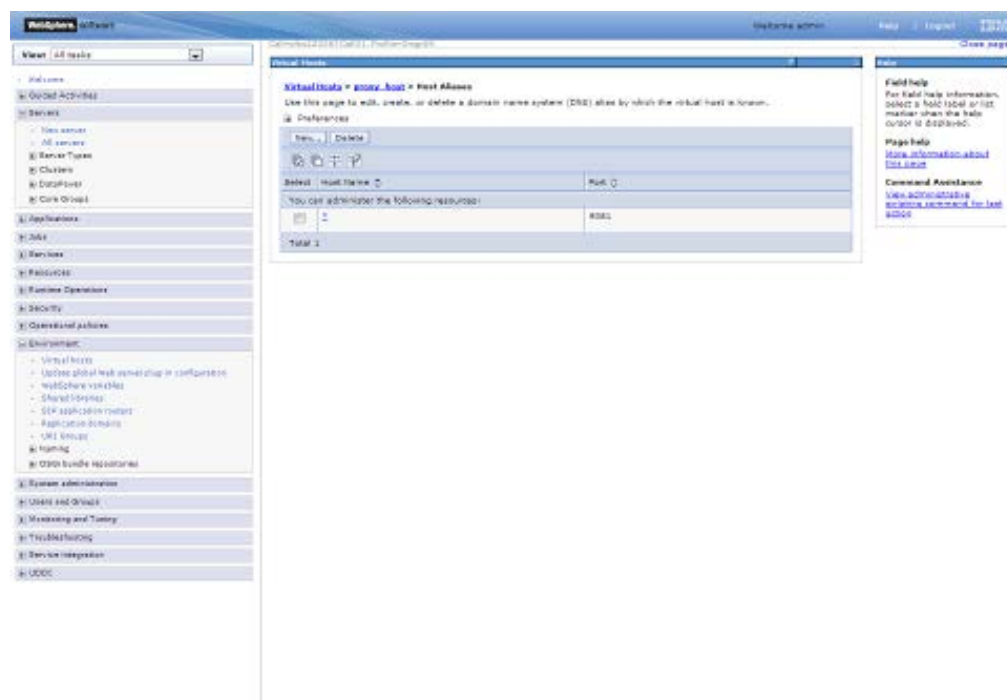 WebSphere. software
Welcome admin
Help
Logout
IBM
View: All tasks
Close page
Welcome
Guided Activities
Servers
New server
All servers
Server Types
Clusters
DataPower
Core Groups
Applications
Jobs
Services
Resources
Runtime Operations
Security
Operational policies
Environment
Virtual hosts
Update global Web server plug-in configuration
WebSphere variables
Shared libraries
SIP application routers
Replication domains
URI Groups
Naming
OSGi bundle repositories
System administration
Users and Groups
Monitoring and Tuning
Troubleshooting
Service integration
UDDI
Virtual Hosts
Virtual Hosts > proxy_host > Host Aliases
Use this page to edit, create, or delete a domain name system (DNS) alias by which the virtual host is known.
Preferences
New... Delete
Select Host Name Port
You can administer the following resources:
*
Total 1
Help
Field help
For field help information,
select a field label or list
marker when the help
cursor is displayed.
Page help
More information about
this page
Command Assistance
View administrative
scripting command for last
action